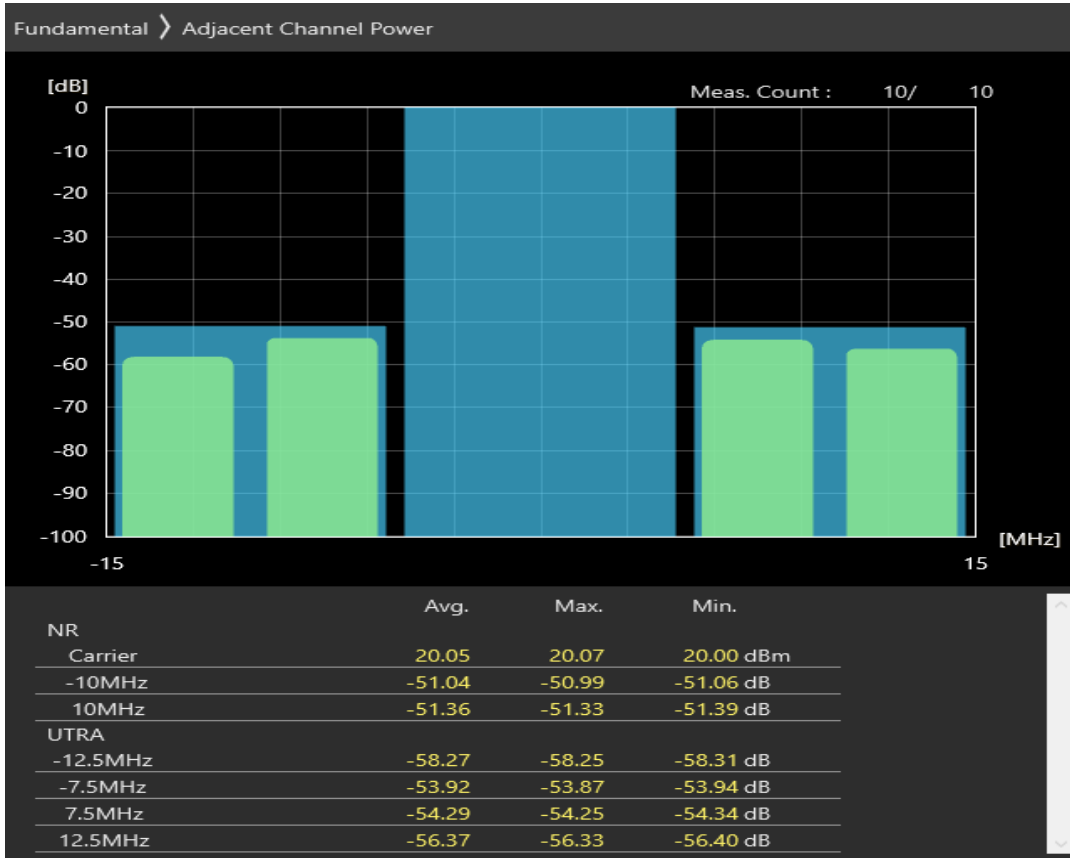 Fundamental 》 Adjacent Channel Power
[dB]
Meas. Count : 10/ 10
0
-10
-20
-30
-40
-50
-60
-70
-80
-90
-100
[MHz]
-15 15
Avg. Max. Min.
NR
Carrier 20.05 20.07 20.00 dBm
-10MHz -51.04 -50.99 -51.06 dB
10MHz -51.36 -51.33 -51.39 dB
UTRA
-12.5MHz -58.27 -58.25 -58.31 dB
-7.5MHz -53.92 -53.87 -53.94 dB
7.5MHz -54.29 -54.25 -54.34 dB
12.5MHz -56.37 -56.33 -56.40 dB